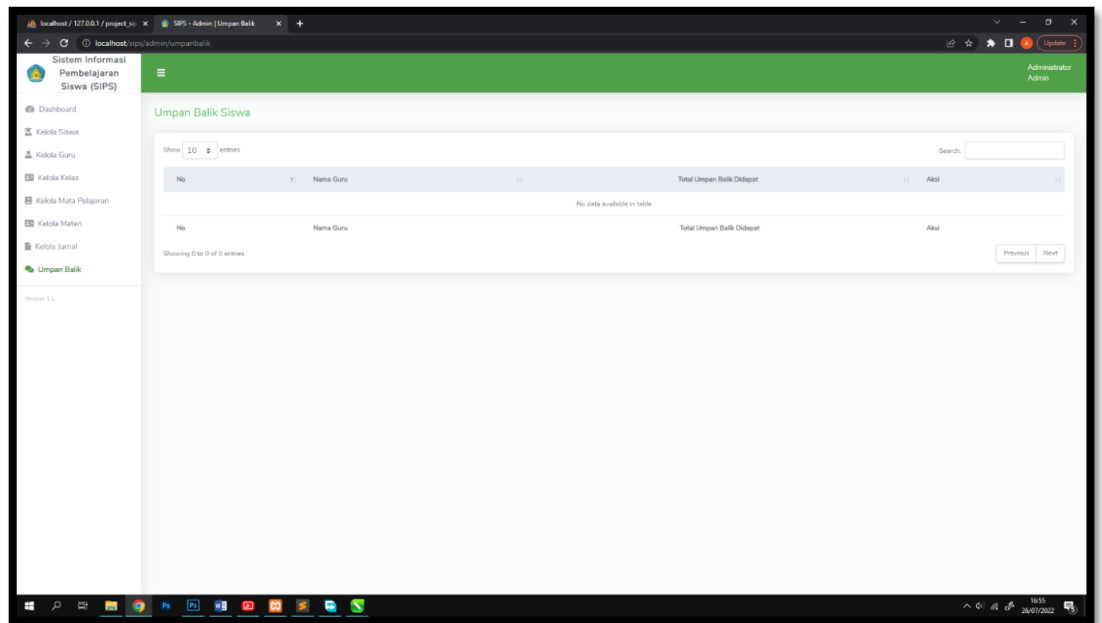 localhost / 127.0.0.1 / project_sip
SIPS - Admin | Umpan Balik
localhost/sips/admin/umpanbalik
A
Update
Sistem Informasi
Pembelajaran
Siswa (SIPS)
Administrator
Admin
Dashboard
Kelola Siswa
Kelola Guru
Kelola Kelas
Kelola Mata Pelajaran
Kelola Materi
Kelola Jurnal
Umpan Balik
Version 1.1
Umpan Balik Siswa
Show 10 entries
Search:
No Nama Guru Total Umpan Balik Didapat Aksi
No data available in table
No Nama Guru Total Umpan Balik Didapat Aksi
Showing 0 to 0 of 0 entries
Previous Next
Ps Ps
16:55
26/07/2022